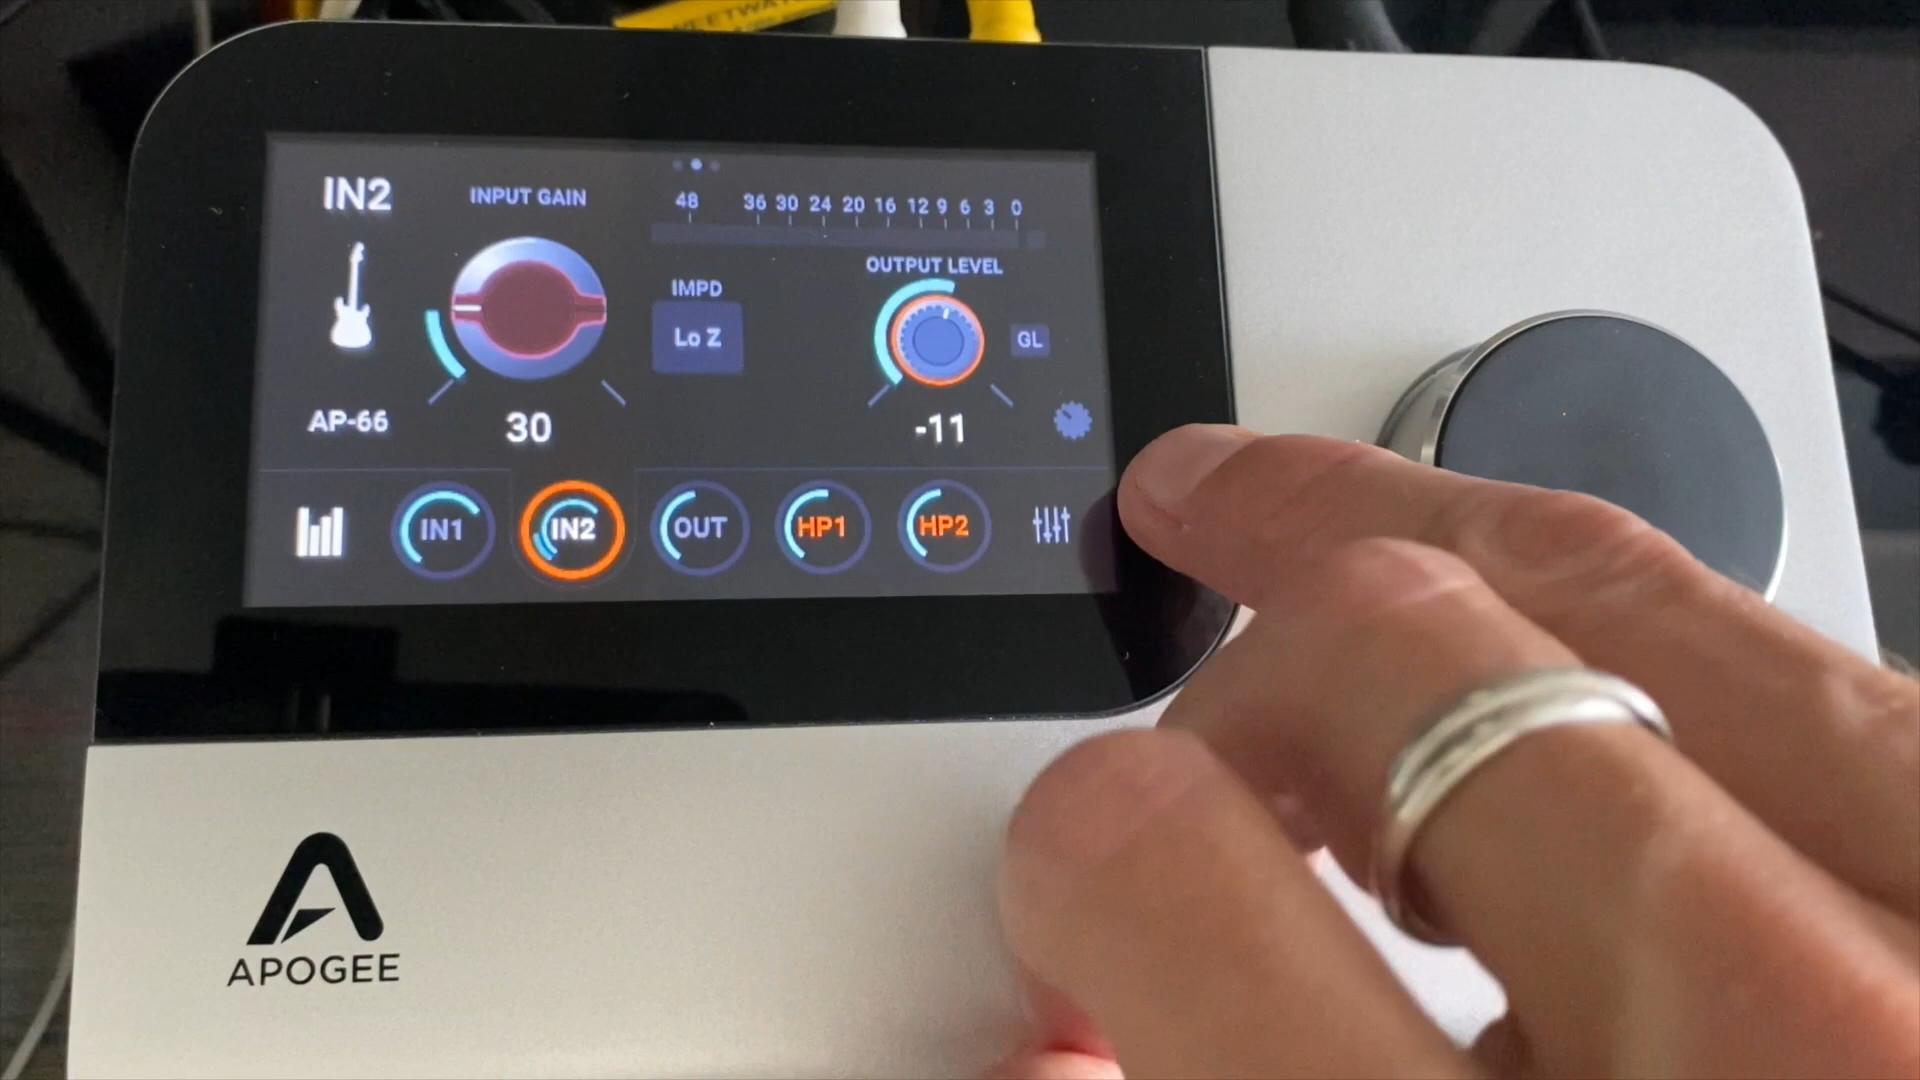 IN2
INPUT GAIN
48 36 30 24 20 16 12 9 6 3 0
OUTPUT LEVEL
IMPD
Lo Z
GL
AP-66
30
-11
IN1
IN2
OUT
HP1
HP2
APOGEE